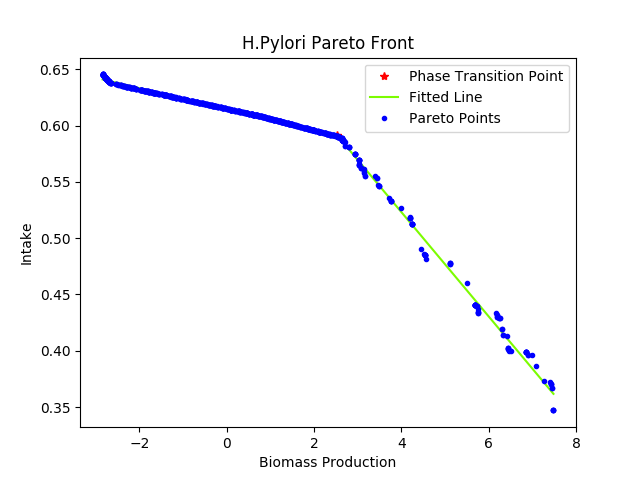 H.Pylori Pareto Front
Phase Transition Point
Fitted Line
Pareto Points
0.65
0.60
0.55
0.50
0.45
0.40
0.35
Intake
−2 0 2 4 6 8
Biomass Production